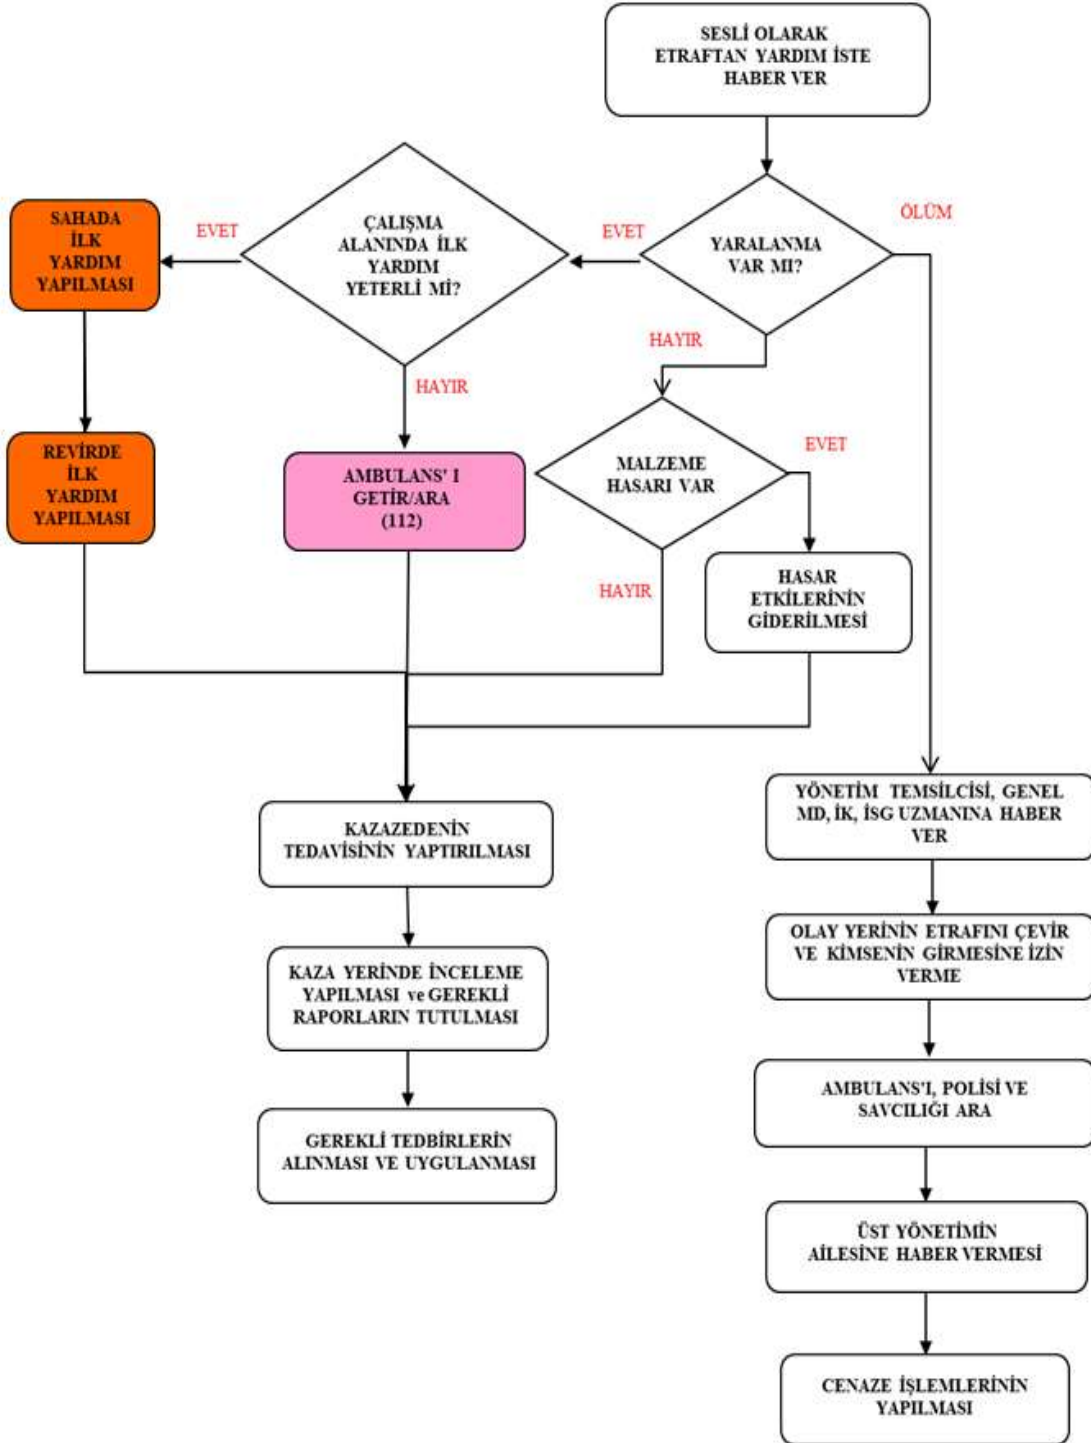 SESLİ OLARAK
ETRAFTAN YARDIM İSTE
HABER VER
ÖLÜM
YARALANMA
VAR MI?
EVET
ÇALIŞMA
ALANINDA İLK
YARDIM
YETERLİ Mİ?
EVET
SAHADA
İLK
YARDIM
YAPILMASI
HAYIR
HAYIR
REVİRDE
İLK
YARDIM
YAPILMASI
AMBULANS' I
GETİR/ARA
(112)
MALZEME
HASARI VAR
EVET
HAYIR
HASAR
ETKİLERİNİN
GİDERİLMESİ
KAZAZEDENİN
TEDAVİSİNİN YAPTIRILMASI
KAZA YERİNDE İNCELEME
YAPILMASI ve GEREKLİ
RAPORLARIN TUTULMASI
GEREKLİ TEDBİRLERİN
ALINMASI VE UYGULANMASI
YÖNETİM TEMSİLCİSİ, GENEL
MD, İK, İSG UZMANINA HABER
VER
OLAY YERİNİN ETRAFINI ÇEVİR
VE KİMSENİN GİRMESİNE İZİN
VERME
AMBULANS'I, POLİSİ VE
SAVCILIĞI ARA
ÜST YÖNETİMİN
AİLESİNE HABER VERMESİ
CENAZE İŞLEMLERİNİN
YAPILMASI